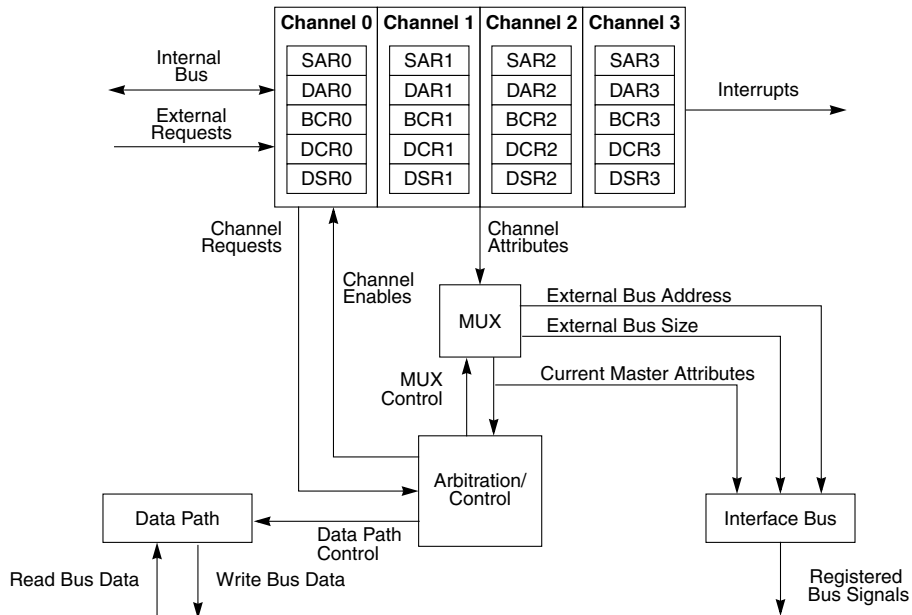 Channel 0 Channel 1 Channel 2 Channel 3
SAR0 SAR1 SAR2 SAR3
DAR0 DAR1 DAR2 DAR3
BCR0 BCR1 BCR2 BCR3
DCR0 DCR1 DCR2 DCR3
DSR0 DSR1 DSR2 DSR3
Internal
Bus
External
Requests
Interrupts
Channel
Requests
Channel
Enables
Channel
Attributes
MUX
External Bus Address
External Bus Size
Current Master Attributes
MUX
Control
Arbitration/
Control
Data Path
Data Path
Control
Interface Bus
Read Bus Data
Write Bus Data
Registered
Bus Signals